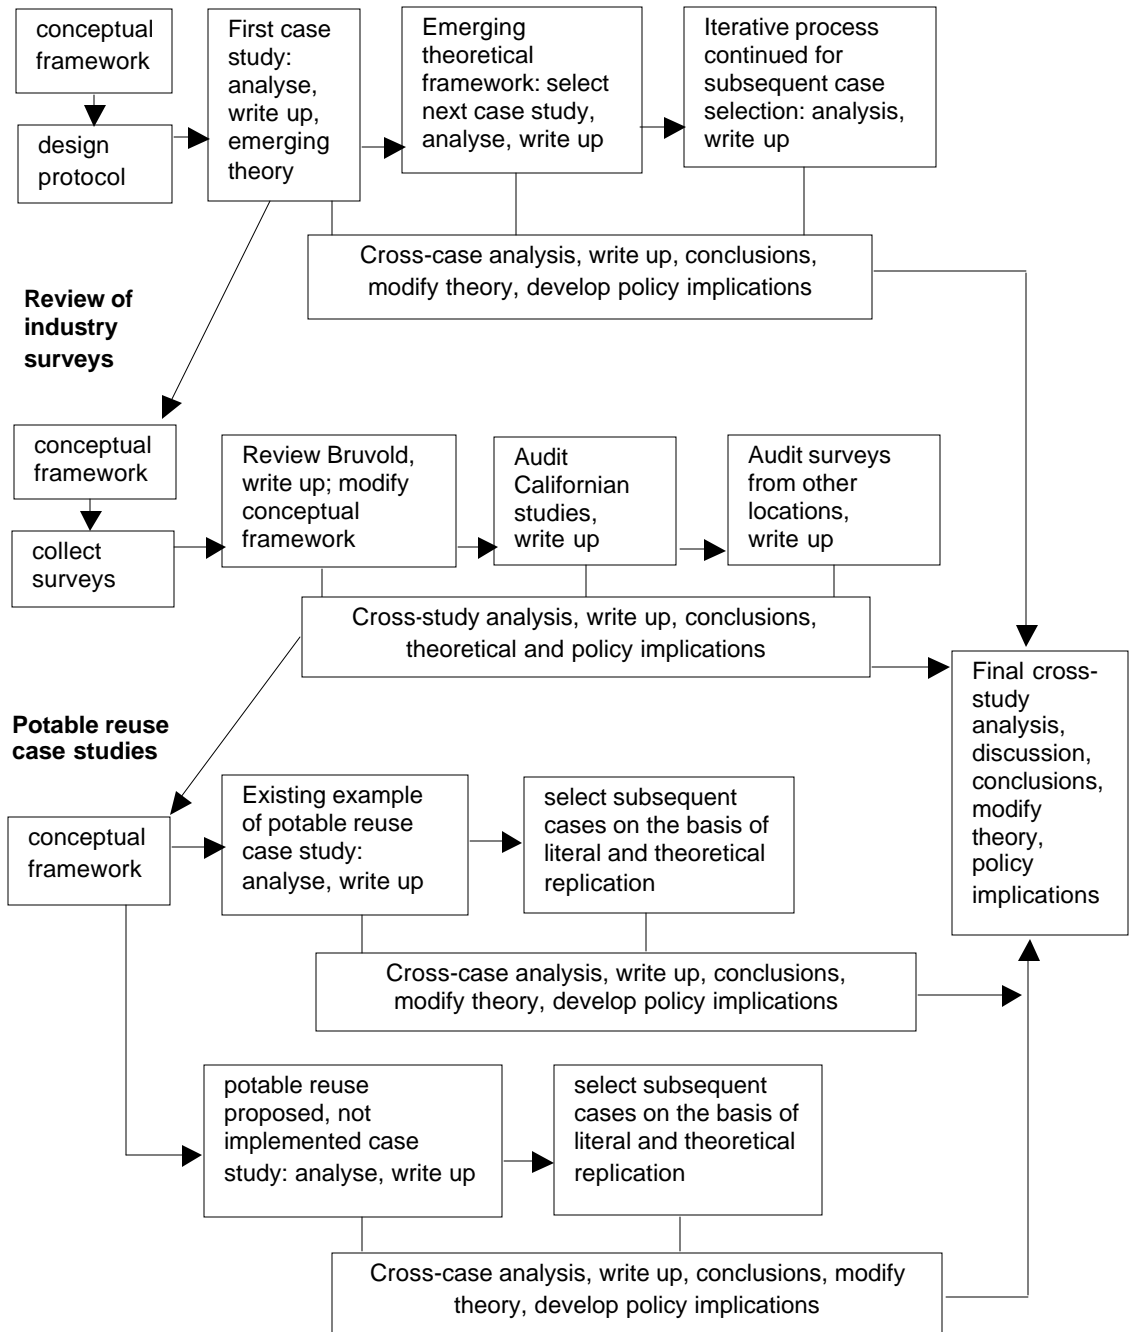 conceptual
framework
design
protocol
First case
study:
analyse,
write up,
emerging
theory
Emerging
theoretical
framework: select
next case study,
analyse, write up
Iterative process
continued for
subsequent case
selection: analysis,
write up
Cross-case analysis, write up, conclusions,
modify theory, develop policy implications
Review of
industry
surveys
conceptual
framework
collect
surveys
Review Bruvold,
write up; modify
conceptual
framework
Audit
Californian
studies,
write up
Audit surveys
from other
locations,
write up
Cross-study analysis, write up, conclusions,
theoretical and policy implications
Final cross-
study
analysis,
discussion,
conclusions,
modify
theory,
policy
implications
Potable reuse
case studies
conceptual
framework
Existing example
of potable reuse
case study:
analyse, write up
select subsequent
cases on the basis of
literal and theoretical
replication
Cross-case analysis, write up, conclusions,
modify theory, develop policy implications
potable reuse
proposed, not
implemented case
study: analyse, write up
select subsequent
cases on the basis of
literal and theoretical
replication
Cross-case analysis, write up, conclusions, modify
theory, develop policy implications